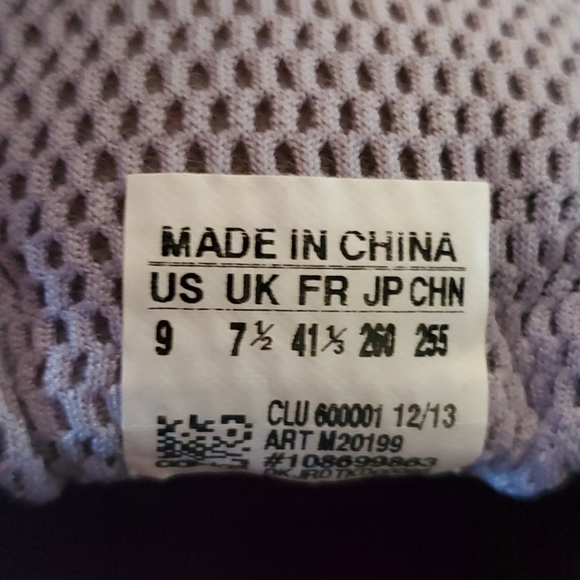 MADE IN CHINA
US UK FR JP CHN
9 7½ 41⅓ 260 255
CLU 600001 12/13
ART M20199
#108699863